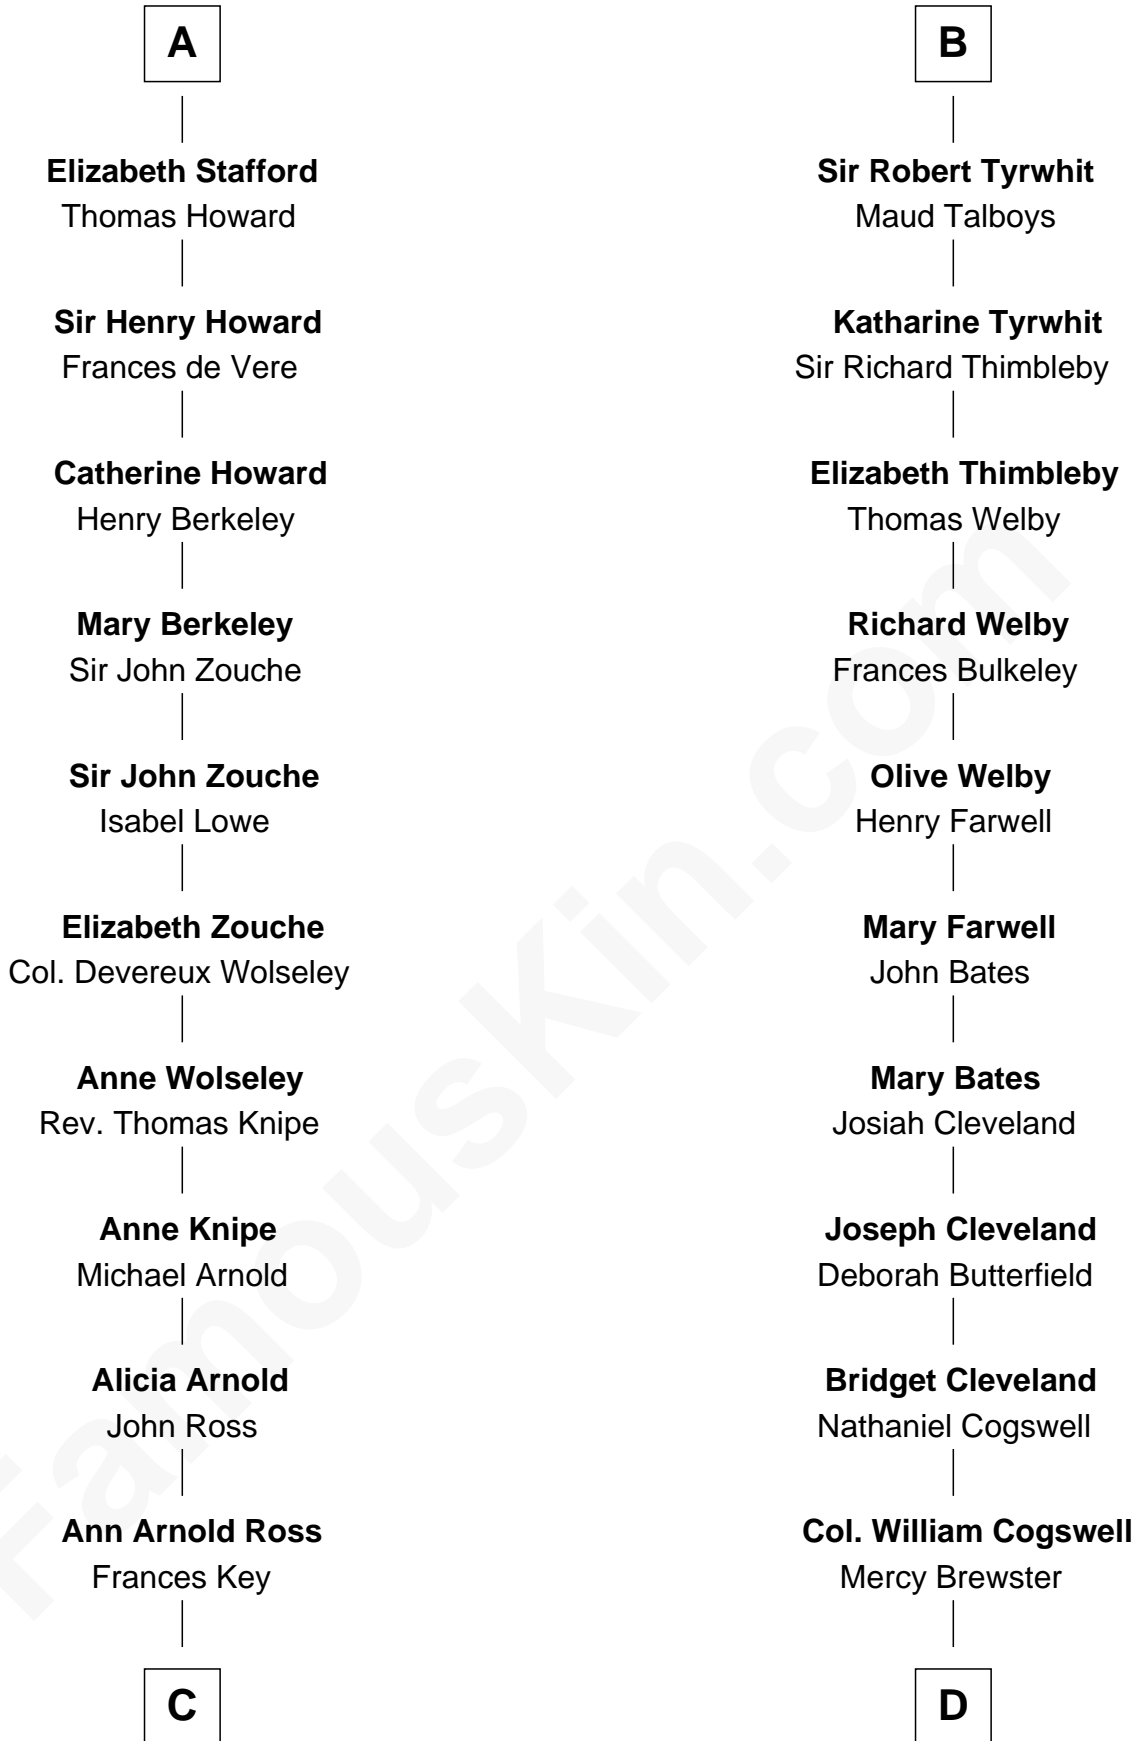 A
Elizabeth Stafford
Thomas Howard
Sir Henry Howard
Frances de Vere
Catherine Howard
Henry Berkeley
Mary Berkeley
Sir John Zouche
Sir John Zouche
Isabel Lowe
Elizabeth Zouche
Col. Devereux Wolseley
Anne Wolseley
Rev. Thomas Knipe
Anne Knipe
Michael Arnold
Alicia Arnold
John Ross
Ann Arnold Ross
Frances Key
C
B
Sir Robert Tyrwhit
Maud Talboys
Katharine Tyrwhit
Sir Richard Thimbleby
Elizabeth Thimbleby
Thomas Welby
Richard Welby
Frances Bulkeley
Olive Welby
Henry Farwell
Mary Farwell
John Bates
Mary Bates
Josiah Cleveland
Joseph Cleveland
Deborah Butterfield
Bridget Cleveland
Nathaniel Cogswell
Col. William Cogswell
Mercy Brewster
D
FamousKin.com